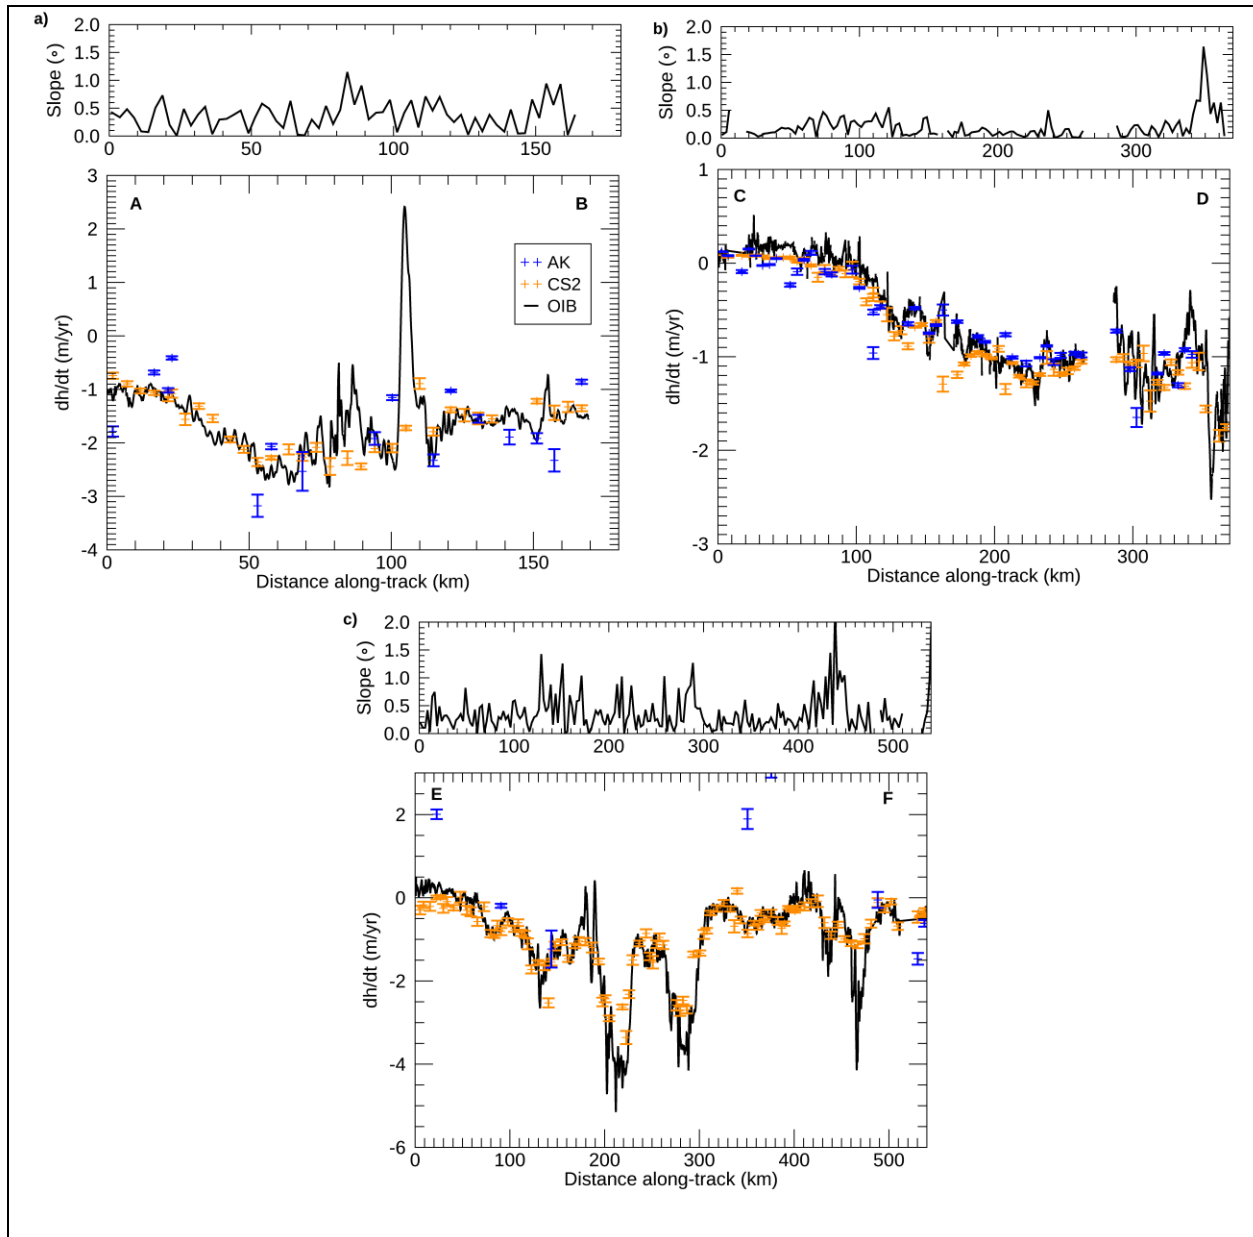 a)
Slope (∘)
2.0
1.5
1.0
0.5
0.0
0 50 100 150
dh/dt (m/yr)
3
2
1
0
-1
-2
-3
-4
A B
AK
CS2
OIB
0 50 100 150
Distance along-track (km)
b)
Slope (∘)
2.0
1.5
1.0
0.5
0.0
0 100 200 300
dh/dt (m/yr)
1
0
-1
-2
-3
C D
0 100 200 300
Distance along-track (km)
c)
Slope (∘)
2.0
1.5
1.0
0.5
0.0
0 100 200 300 400 500
dh/dt (m/yr)
2
0
-2
-4
-6
E F
0 100 200 300 400 500
Distance along-track (km)